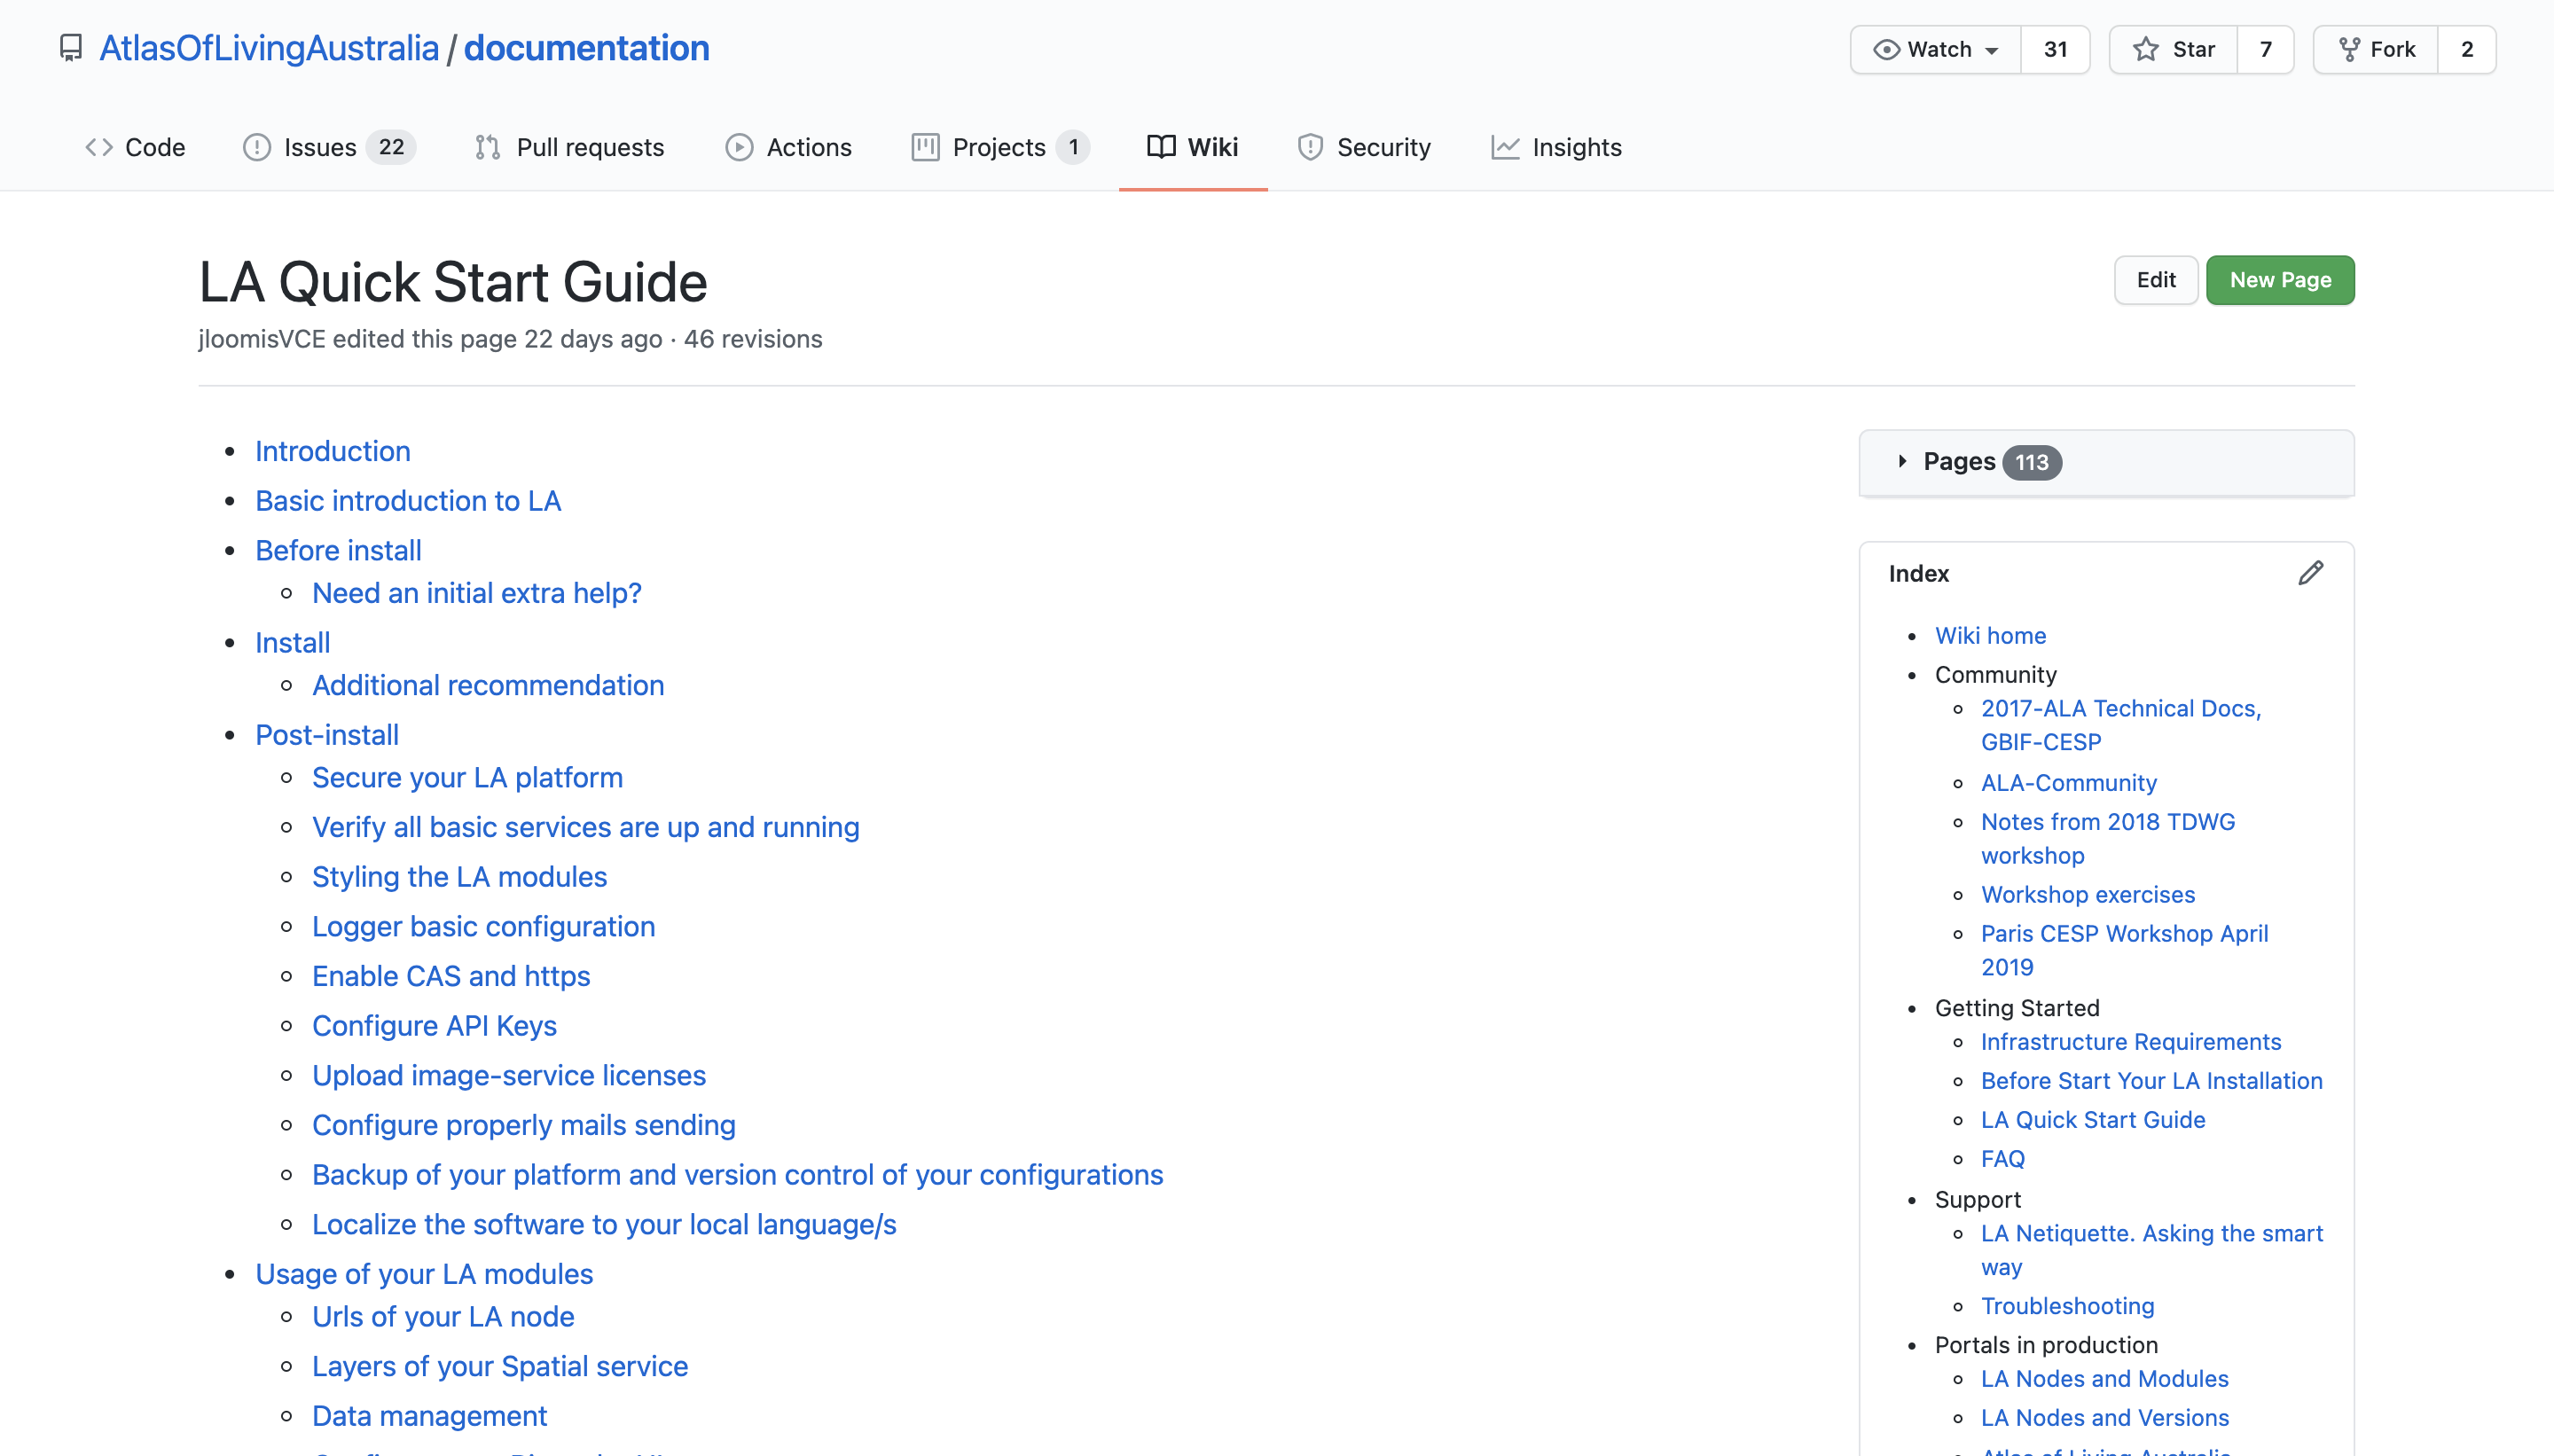 AtlasOfLivingAustralia / documentation
Watch 31
Star 7
Fork 2
Code
Issues 22
Pull requests
Actions
Projects 1
Wiki
Security
Insights
LA Quick Start Guide
Edit
New Page
jloomisVCE edited this page 22 days ago · 46 revisions
Introduction
Basic introduction to LA
Before install
Need an initial extra help?
Install
Additional recommendation
Post-install
Secure your LA platform
Verify all basic services are up and running
Styling the LA modules
Logger basic configuration
Enable CAS and https
Configure API Keys
Upload image-service licenses
Configure properly mails sending
Backup of your platform and version control of your configurations
Localize the software to your local language/s
Usage of your LA modules
Urls of your LA node
Layers of your Spatial service
Data management
Pages 113
Index
Wiki home
Community
2017-ALA Technical Docs,
GBIF-CESP
ALA-Community
Notes from 2018 TDWG
workshop
Workshop exercises
Paris CESP Workshop April
2019
Getting Started
Infrastructure Requirements
Before Start Your LA Installation
LA Quick Start Guide
FAQ
Support
LA Netiquette. Asking the smart
way
Troubleshooting
Portals in production
LA Nodes and Modules
LA Nodes and Versions
Atlas of Living Australia